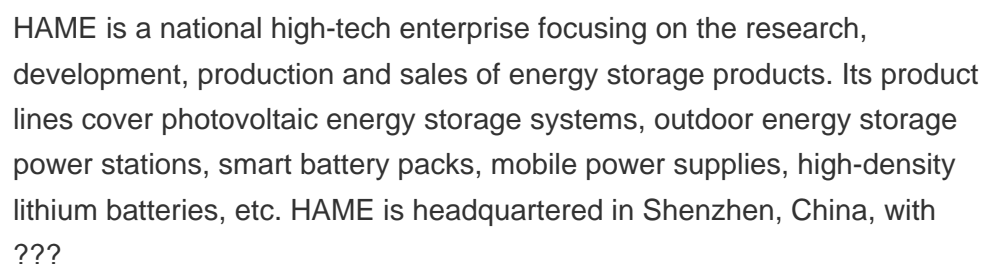 HAME is a national high-tech enterprise focusing on the research,
development, production and sales of energy storage products. Its product
lines cover photovoltaic energy storage systems, outdoor energy storage
power stations, smart battery packs, mobile power supplies, high-density
lithium batteries, etc. HAME is headquartered in Shenzhen, China, with
???